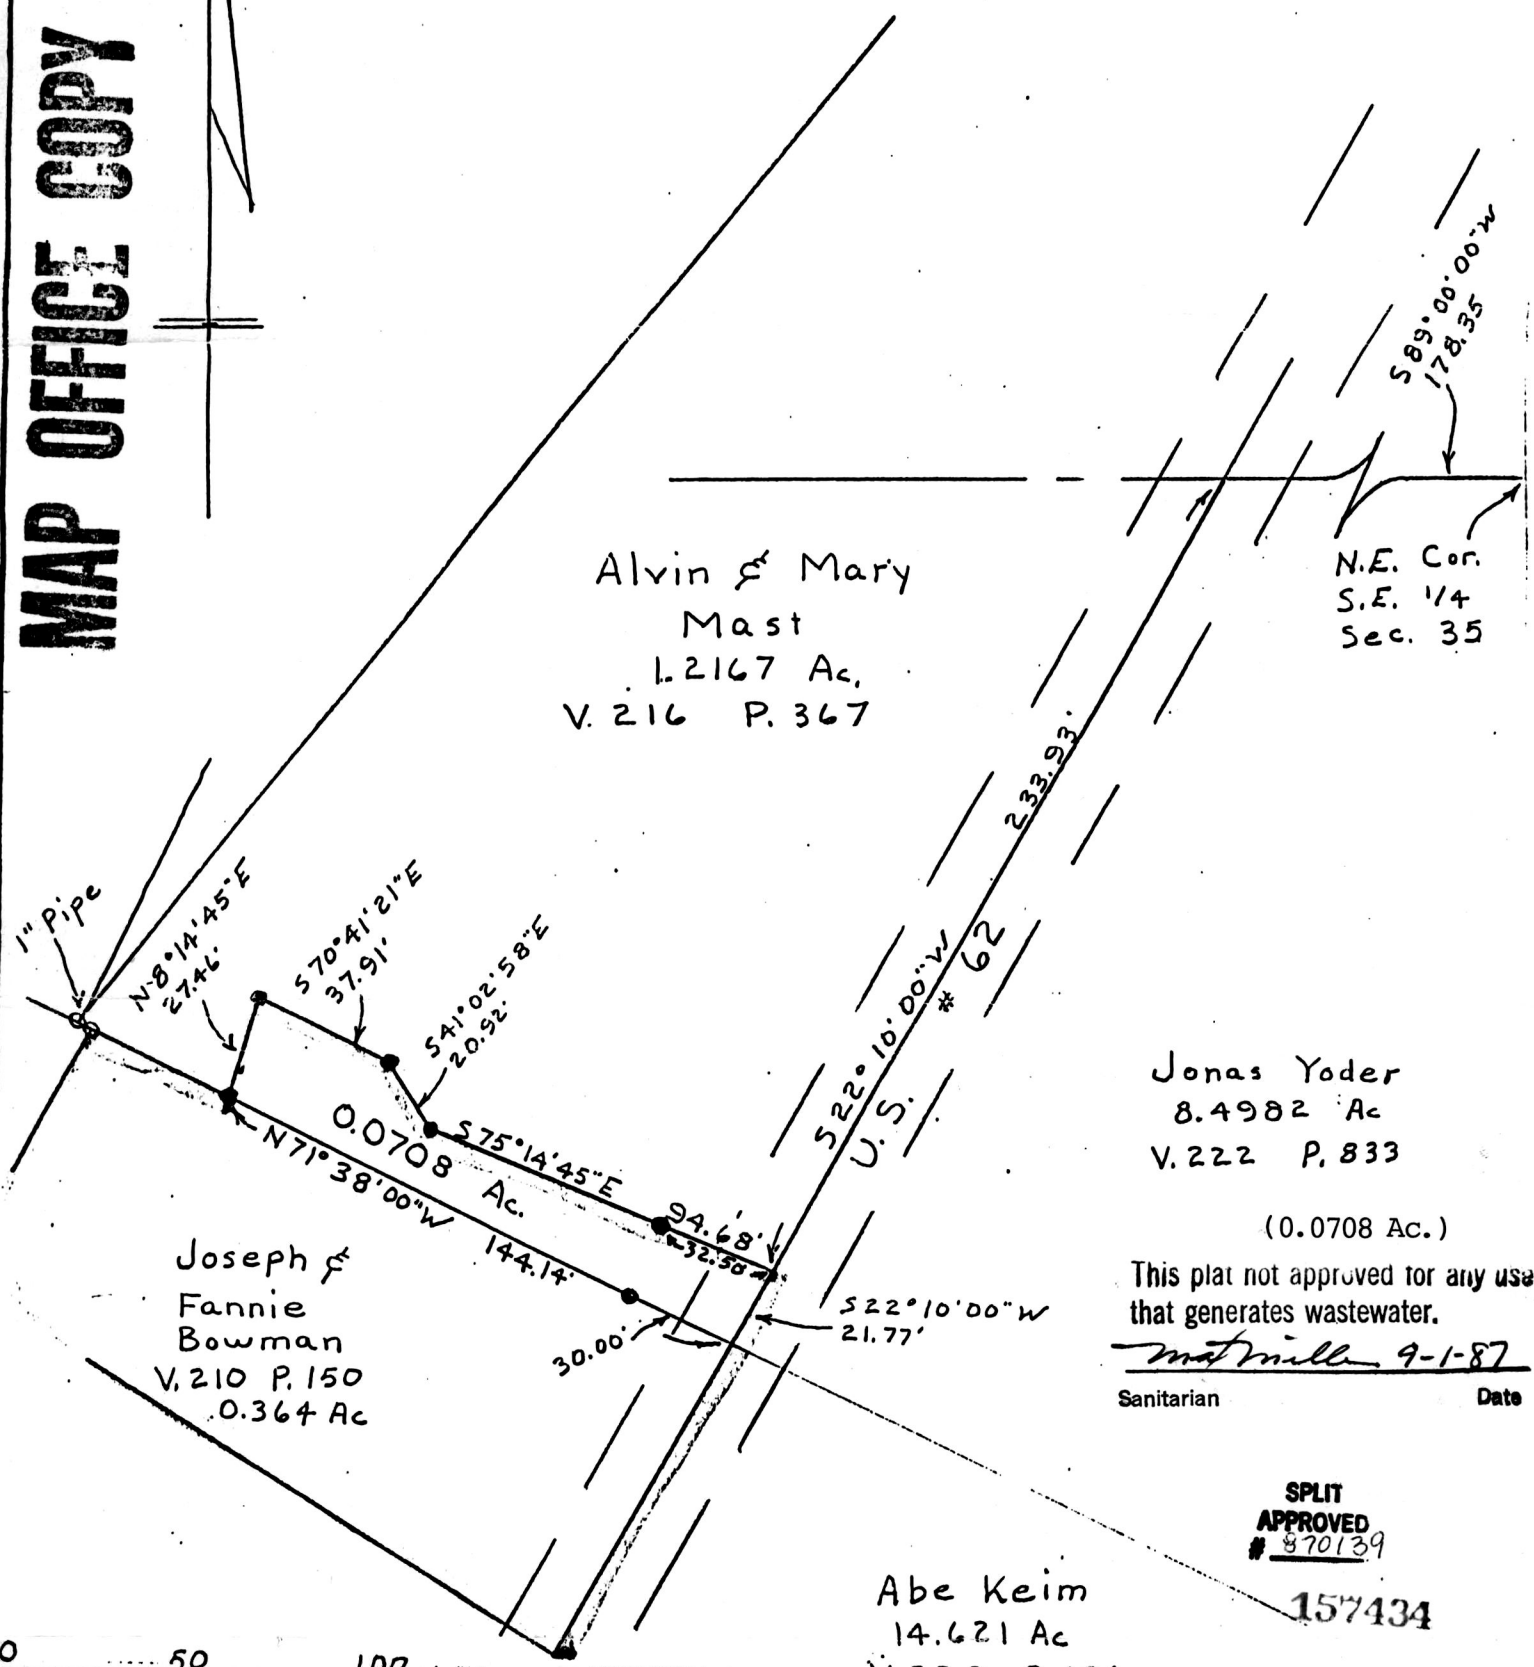 MAP OFFICE COPY
S89°00'00"W
178.35
N.E. Cor.
S.E. 1/4
Sec. 35
Alvin & Mary
Mast
1.2167 Ac.
V. 216 P. 367
233.93'
S22°10'00"W
U.S. # 62
1" Pipe
N-8°14'45"E
27.46'
S70°41'21"E
37.91'
S41°02'58"E
20.92'
0.0708 Ac.
S75°14'45"E
94.68'
32.50
N71°38'00"W 144.14'
30.00'
S22°10'00"W
21.77'
Jonas Yoder
8.4982 Ac
V. 222 P. 833
(0.0708 Ac.)
This plat not approved for any use
that generates wastewater.
9-1-87
Sanitarian Date
Joseph &
Fannie
Bowman
V. 210 P. 150
0.364 Ac
SPLIT
APPROVED
# 870139
157434
Abe Keim
14.621 Ac
0 50 100